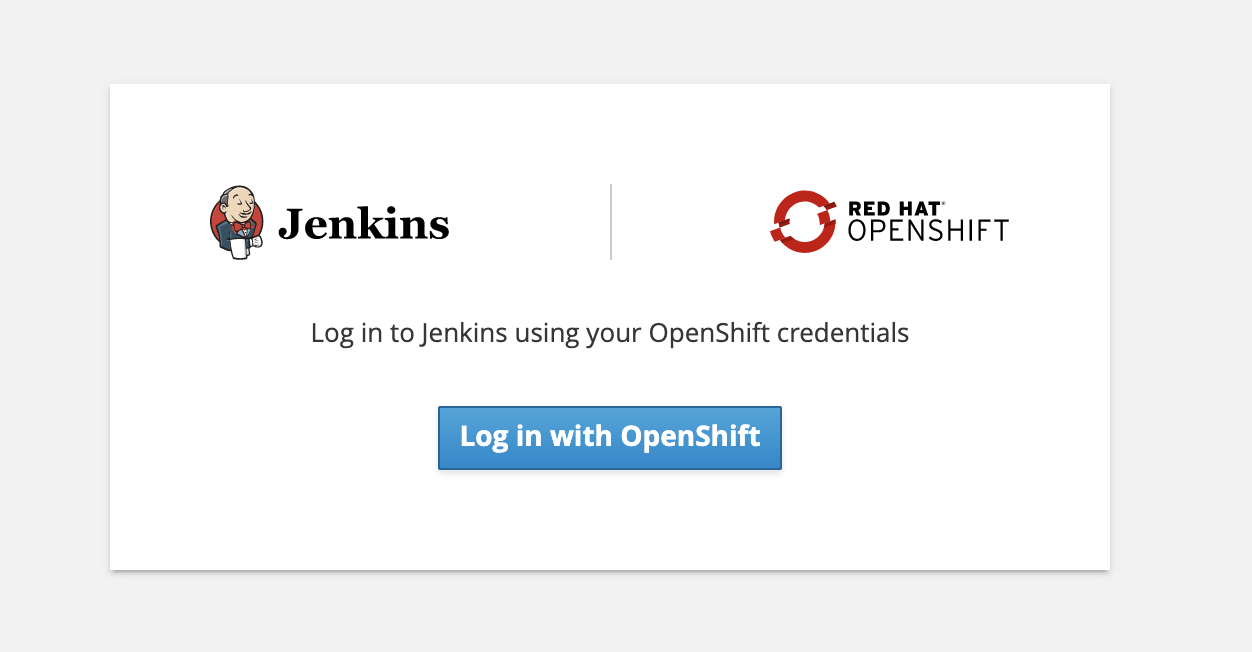 Jenkins
RED HAT®
OPENSHIFT
Log in to Jenkins using your OpenShift credentials
Log in with OpenShift